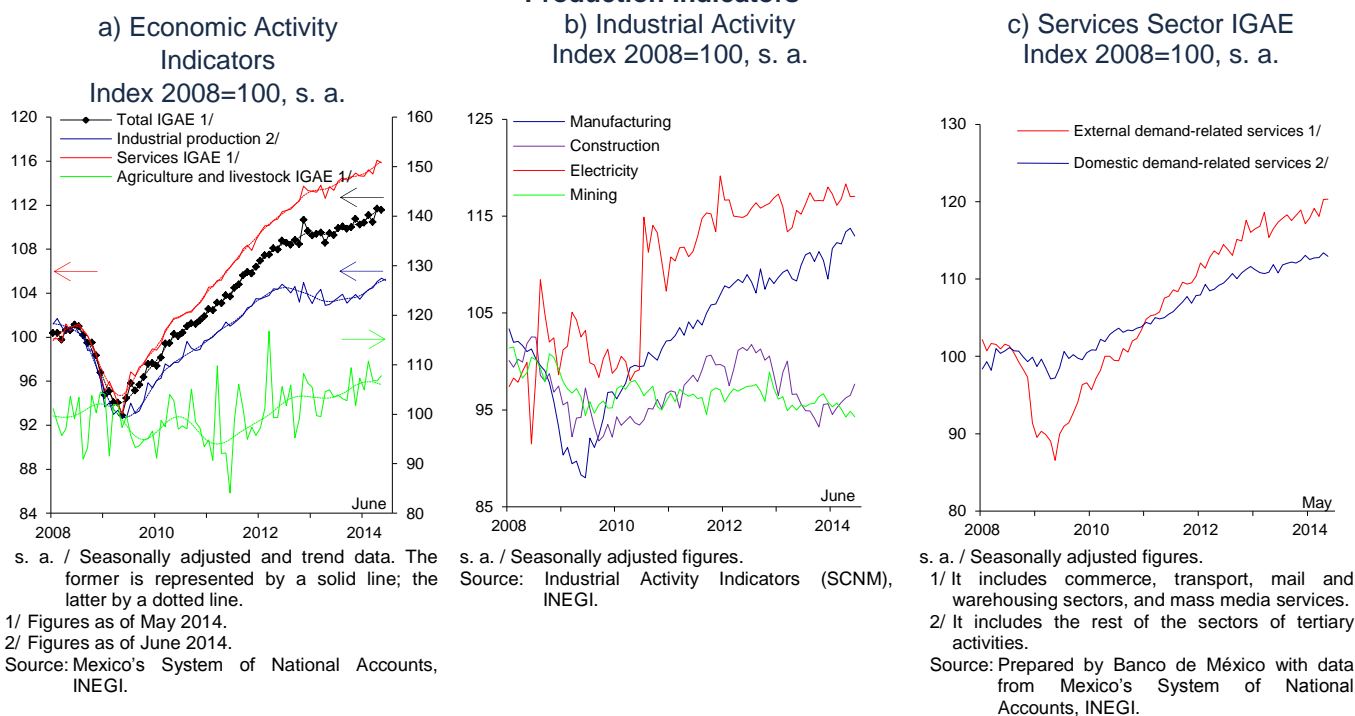 Production Indicators
a) Economic Activity
Indicators
Index 2008=100, s. a.
120
116
112
108
104
100
96
92
88
84
160
150
140
130
120
110
100
90
80
Total IGAE 1/
Industrial production 2/
Services IGAE 1/
Agriculture and livestock IGAE 1/
June
2008 2010 2012 2014
s. a. / Seasonally adjusted and trend data. The
former is represented by a solid line; the
latter by a dotted line.
1/ Figures as of May 2014.
2/ Figures as of June 2014.
Source: Mexico's System of National Accounts,
INEGI.
b) Industrial Activity
Index 2008=100, s. a.
125
115
105
95
85
Manufacturing
Construction
Electricity
Mining
June
2008 2010 2012 2014
s. a. / Seasonally adjusted figures.
Source: Industrial Activity Indicators (SCNM),
INEGI.
c) Services Sector IGAE
Index 2008=100, s. a.
130
120
110
100
90
80
External demand-related services 1/
Domestic demand-related services 2/
May
2008 2010 2012 2014
s. a. / Seasonally adjusted figures.
1/ It includes commerce, transport, mail and
warehousing sectors, and mass media services.
2/ It includes the rest of the sectors of tertiary
activities.
Source: Prepared by Banco de México with data
from Mexico's System of National
Accounts, INEGI.